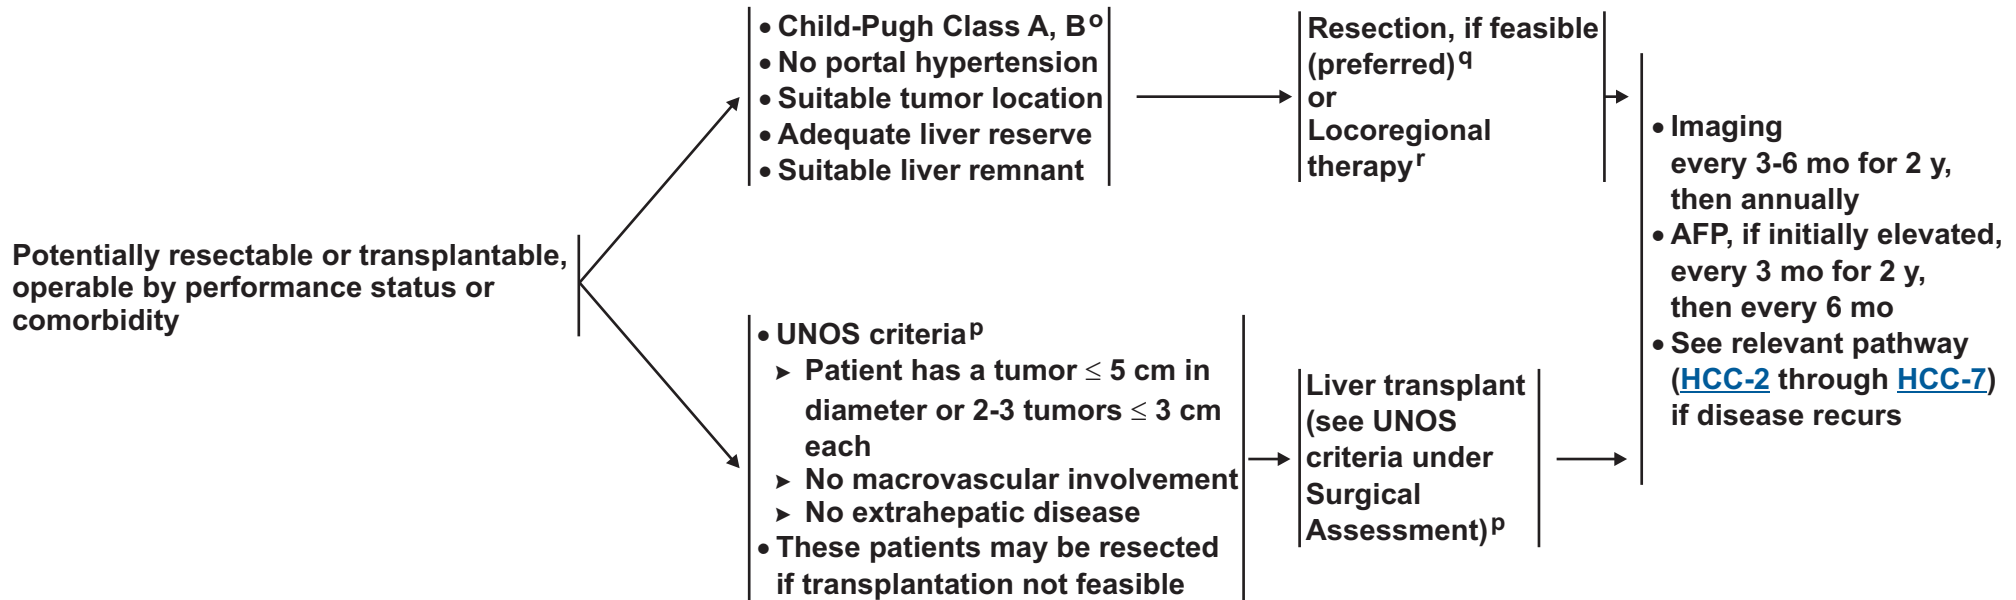 Potentially resectable or transplantable,
operable by performance status or
comorbidity
• Child-Pugh Class A, B o
• No portal hypertension
• Suitable tumor location
• Adequate liver reserve
• Suitable liver remnant
Resection, if feasible
(preferred) q
or
Locoregional
therapy r
• UNOS criteria p
➤ Patient has a tumor ≤ 5 cm in
diameter or 2-3 tumors ≤ 3 cm
each
➤ No macrovascular involvement
➤ No extrahepatic disease
• These patients may be resected
if transplantation not feasible
Liver transplant
(see UNOS
criteria under
Surgical
Assessment) p
• Imaging
every 3-6 mo for 2 y,
then annually
• AFP, if initially elevated,
every 3 mo for 2 y,
then every 6 mo
• See relevant pathway
(HCC-2 through HCC-7)
if disease recurs